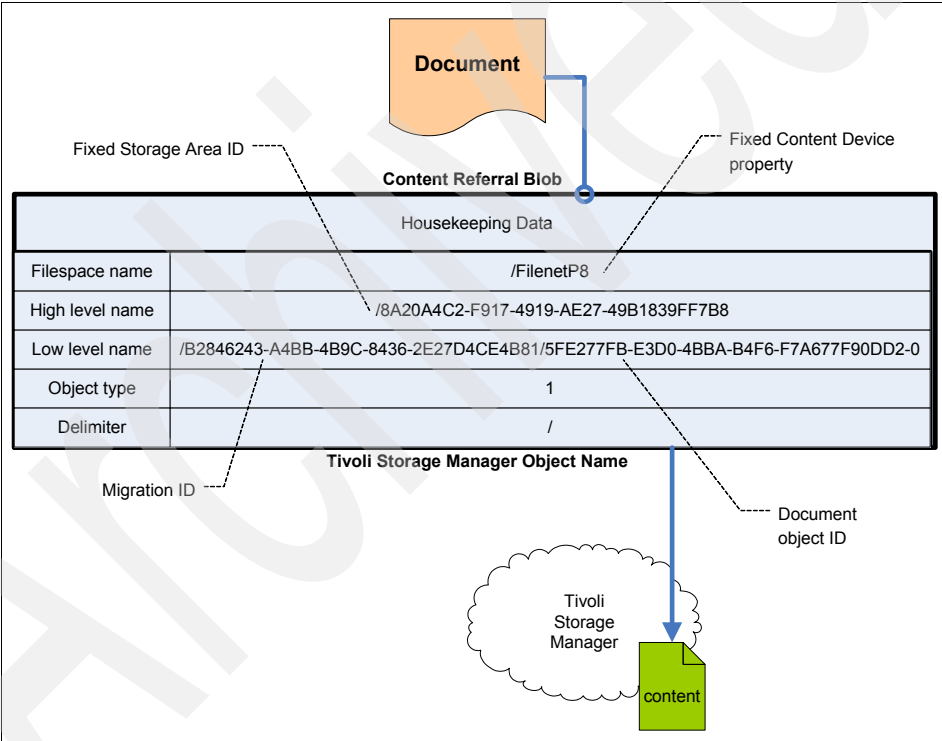 Document
Fixed Storage Area ID
Fixed Content Device
property
Content Referral Blob
Housekeeping Data
Filespace name /FilenetP8
High level name /8A20A4C2-F917-4919-AE27-49B1839FF7B8
Low level name /B2846243-A4BB-4B9C-8436-2E27D4CE4B81/5FE277FB-E3D0-4BBA-B4F6-F7A677F90DD2-0
Object type 1
Delimiter /
Tivoli Storage Manager Object Name
Migration ID
Document
object ID
Tivoli
Storage
Manager
content
Archived